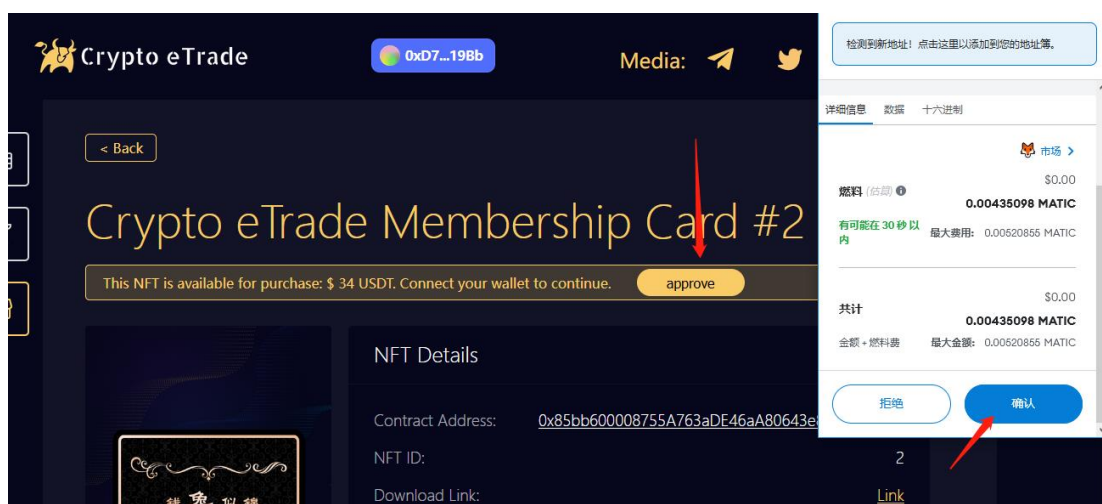 Crypto eTrade
0xD7...19Bb
Media:
< Back
Crypto eTrade Membership Card #2
This NFT is available for purchase: $ 34 USDT. Connect your wallet to continue.
approve
NFT Details
Contract Address:
0x85bb600008755A763aDE46aA80643e
NFT ID:
2
Download Link:
Link
检测到新地址！点击这里以添加到您的地址簿。
详细信息 数据 十六进制
市场 >
燃料 (估算)
$0.00
0.00435098 MATIC
有可能在 30 秒以内
最大费用: 0.00520855 MATIC
共计
$0.00
0.00435098 MATIC
金额 + 燃料费
最大金额: 0.00520855 MATIC
拒绝
确认